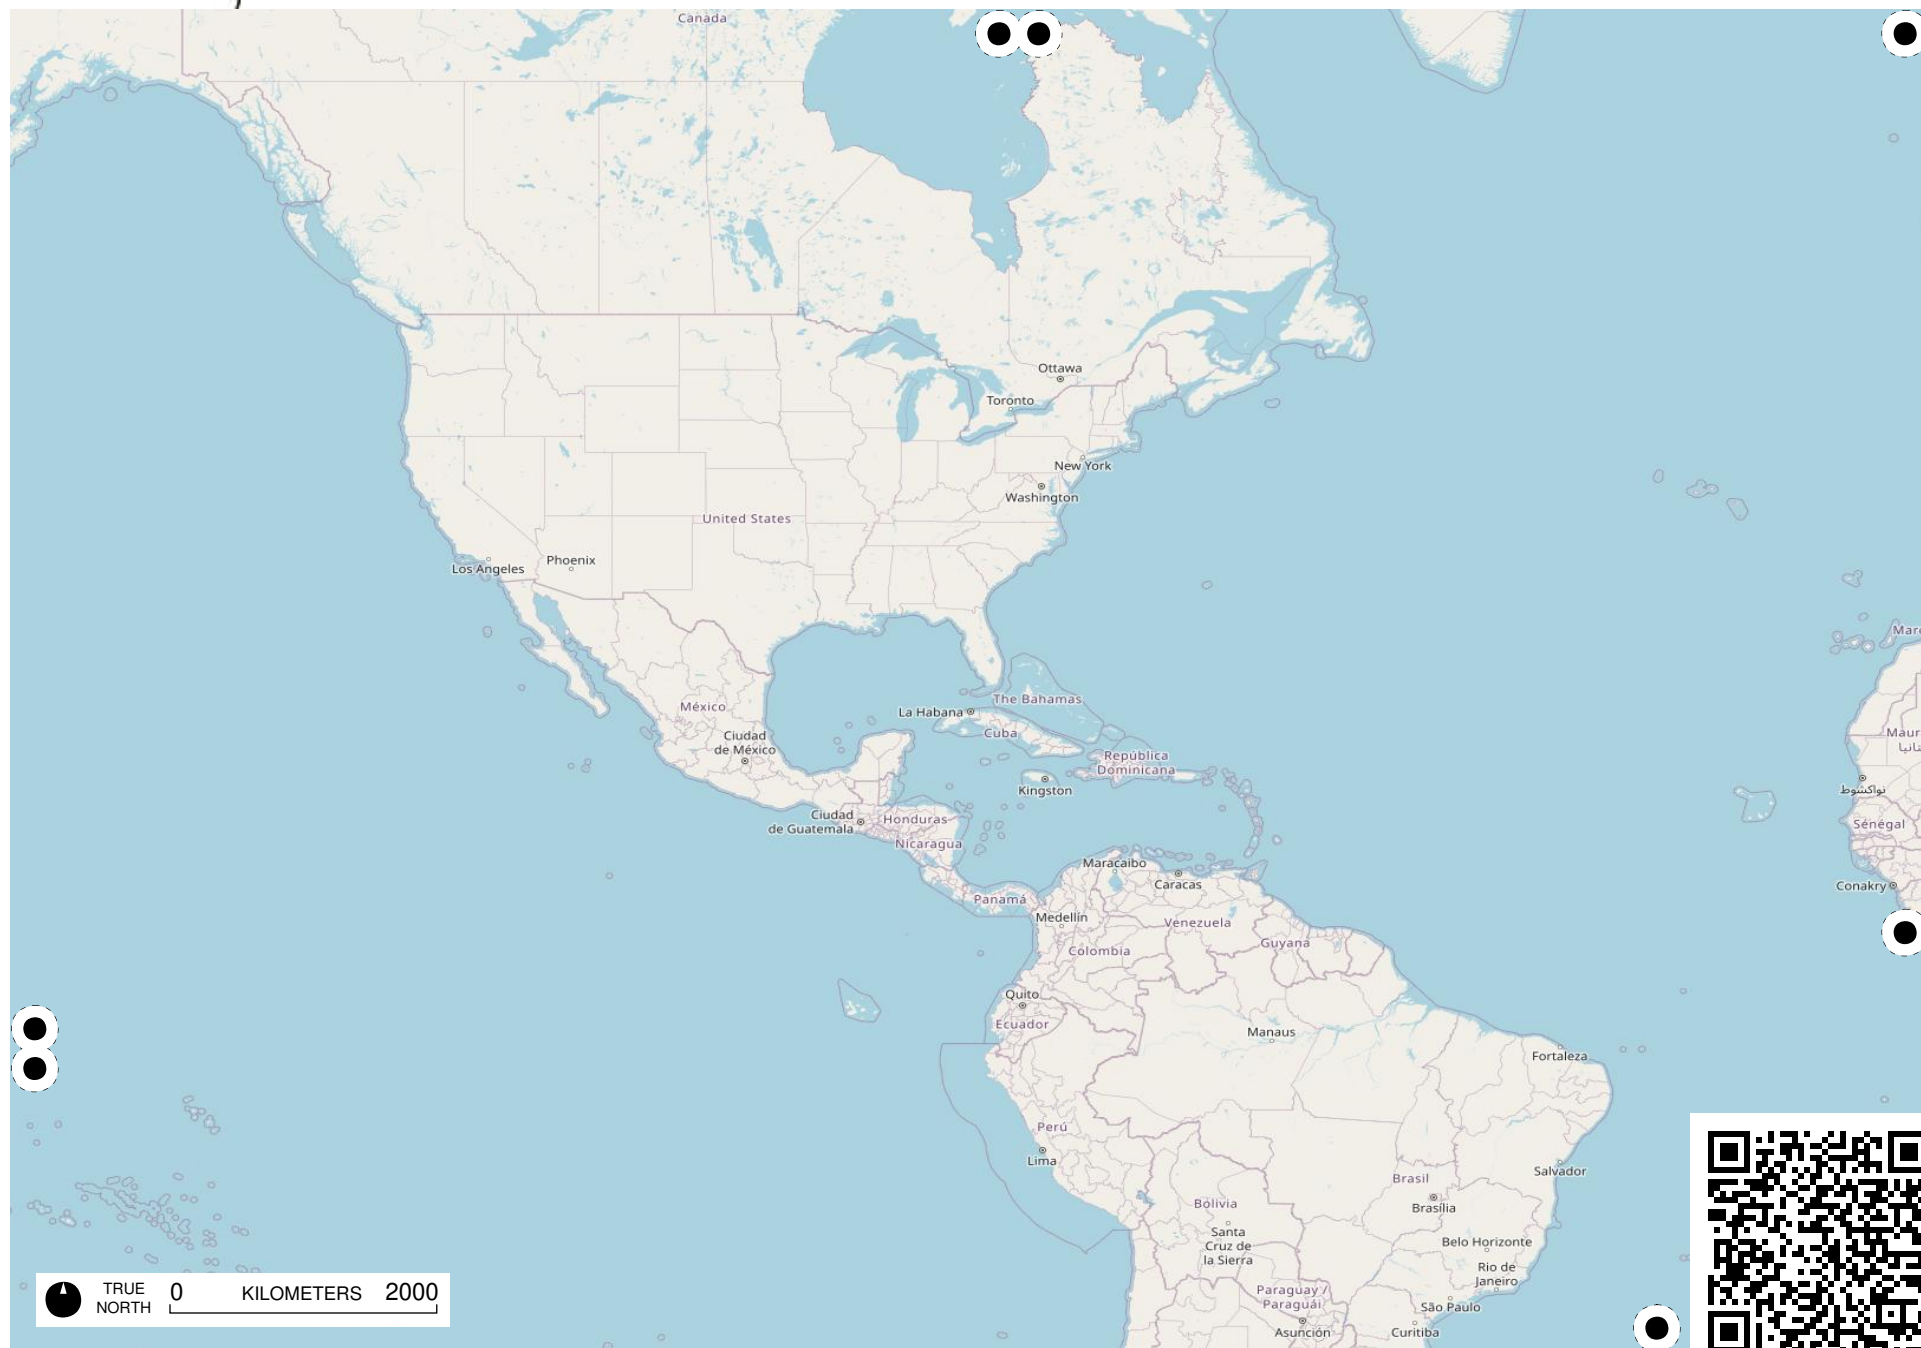 Canada
Ottawa
Toronto
New York
Washington
United States
Los Angeles
Phoenix
México
Ciudad
de México
La Habana
The Bahamas
Cuba
República
Dominicana
Kingston
Ciudad
de Guatemala
Honduras
Nicaragua
نواكشوط
Sénégal
Conakry
Maracaibo
Caracas
Panamá
Medellín
Venezuela
Guyana
Colombia
Quito
Ecuador
Manaus
Fortaleza
Perú
Lima
Salvador
Brasil
Brasília
Bolivia
Santa
Cruz de
la Sierra
Belo Horizonte
Rio de
Janeiro
Paraguay /
Paraguái
São Paulo
Asunción
Curitiba
TRUE
NORTH
0 KILOMETERS 2000